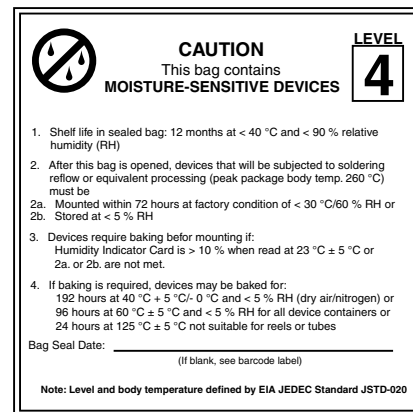 LEVEL
4
CAUTION
This bag contains
MOISTURE-SENSITIVE DEVICES
1. Shelf life in sealed bag: 12 months at < 40 °C and < 90 % relative
humidity (RH)
2. After this bag is opened, devices that will be subjected to soldering
reflow or equivalent processing (peak package body temp. 260 °C)
must be
2a. Mounted within 72 hours at factory condition of < 30 °C/60 % RH or
2b. Stored at < 5 % RH
3. Devices require baking befor mounting if:
Humidity Indicator Card is > 10 % when read at 23 °C ± 5 °C or
2a. or 2b. are not met.
4. If baking is required, devices may be baked for:
192 hours at 40 °C + 5 °C/- 0 °C and < 5 % RH (dry air/nitrogen) or
96 hours at 60 °C ± 5 °C and < 5 % RH for all device containers or
24 hours at 125 °C ± 5 °C not suitable for reels or tubes
Bag Seal Date:
(If blank, see barcode label)
Note: Level and body temperature defined by EIA JEDEC Standard JSTD-020